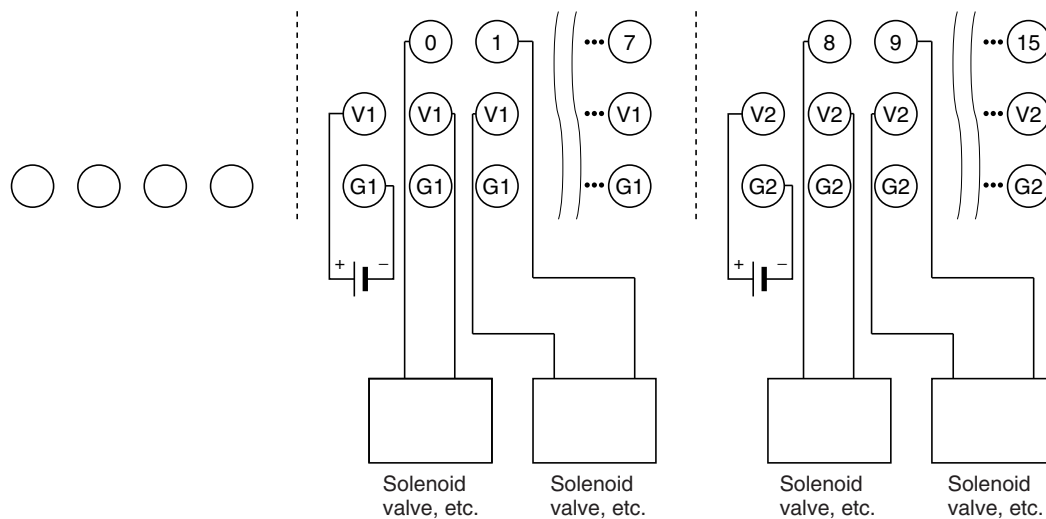 0 1 ••• 7 8 9 ••• 15
V1 V1 V1 ••• V1 V2 V2 V2 ••• V2
G1 G1 G1 ••• G1 G2 G2 G2 ••• G2
+ − + −
Solenoid valve, etc.
Solenoid valve, etc.
Solenoid valve, etc.
Solenoid valve, etc.